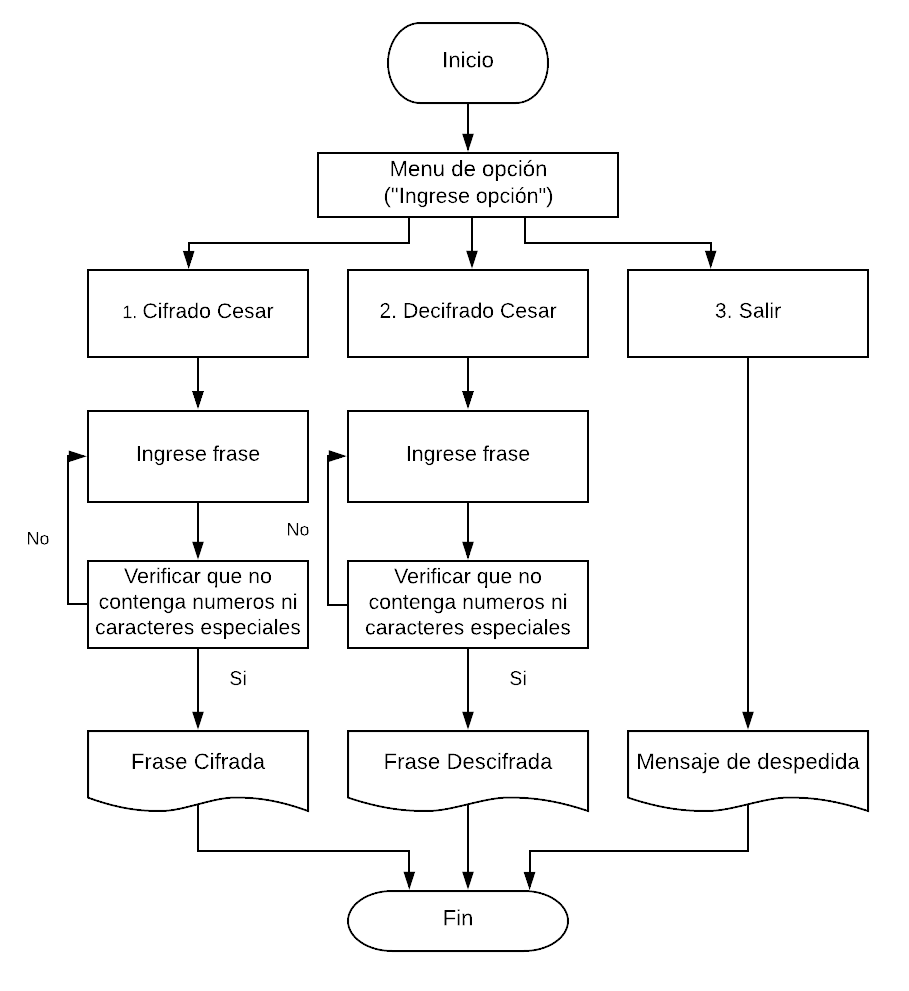 Inicio
Menu de opción
("Ingrese opción")
1. Cifrado Cesar
2. Decifrado Cesar
3. Salir
Ingrese frase
Ingrese frase
No
No
Verificar que no
contenga numeros ni
caracteres especiales
Verificar que no
contenga numeros ni
caracteres especiales
Si
Si
Frase Cifrada
Frase Descifrada
Mensaje de despedida
Fin